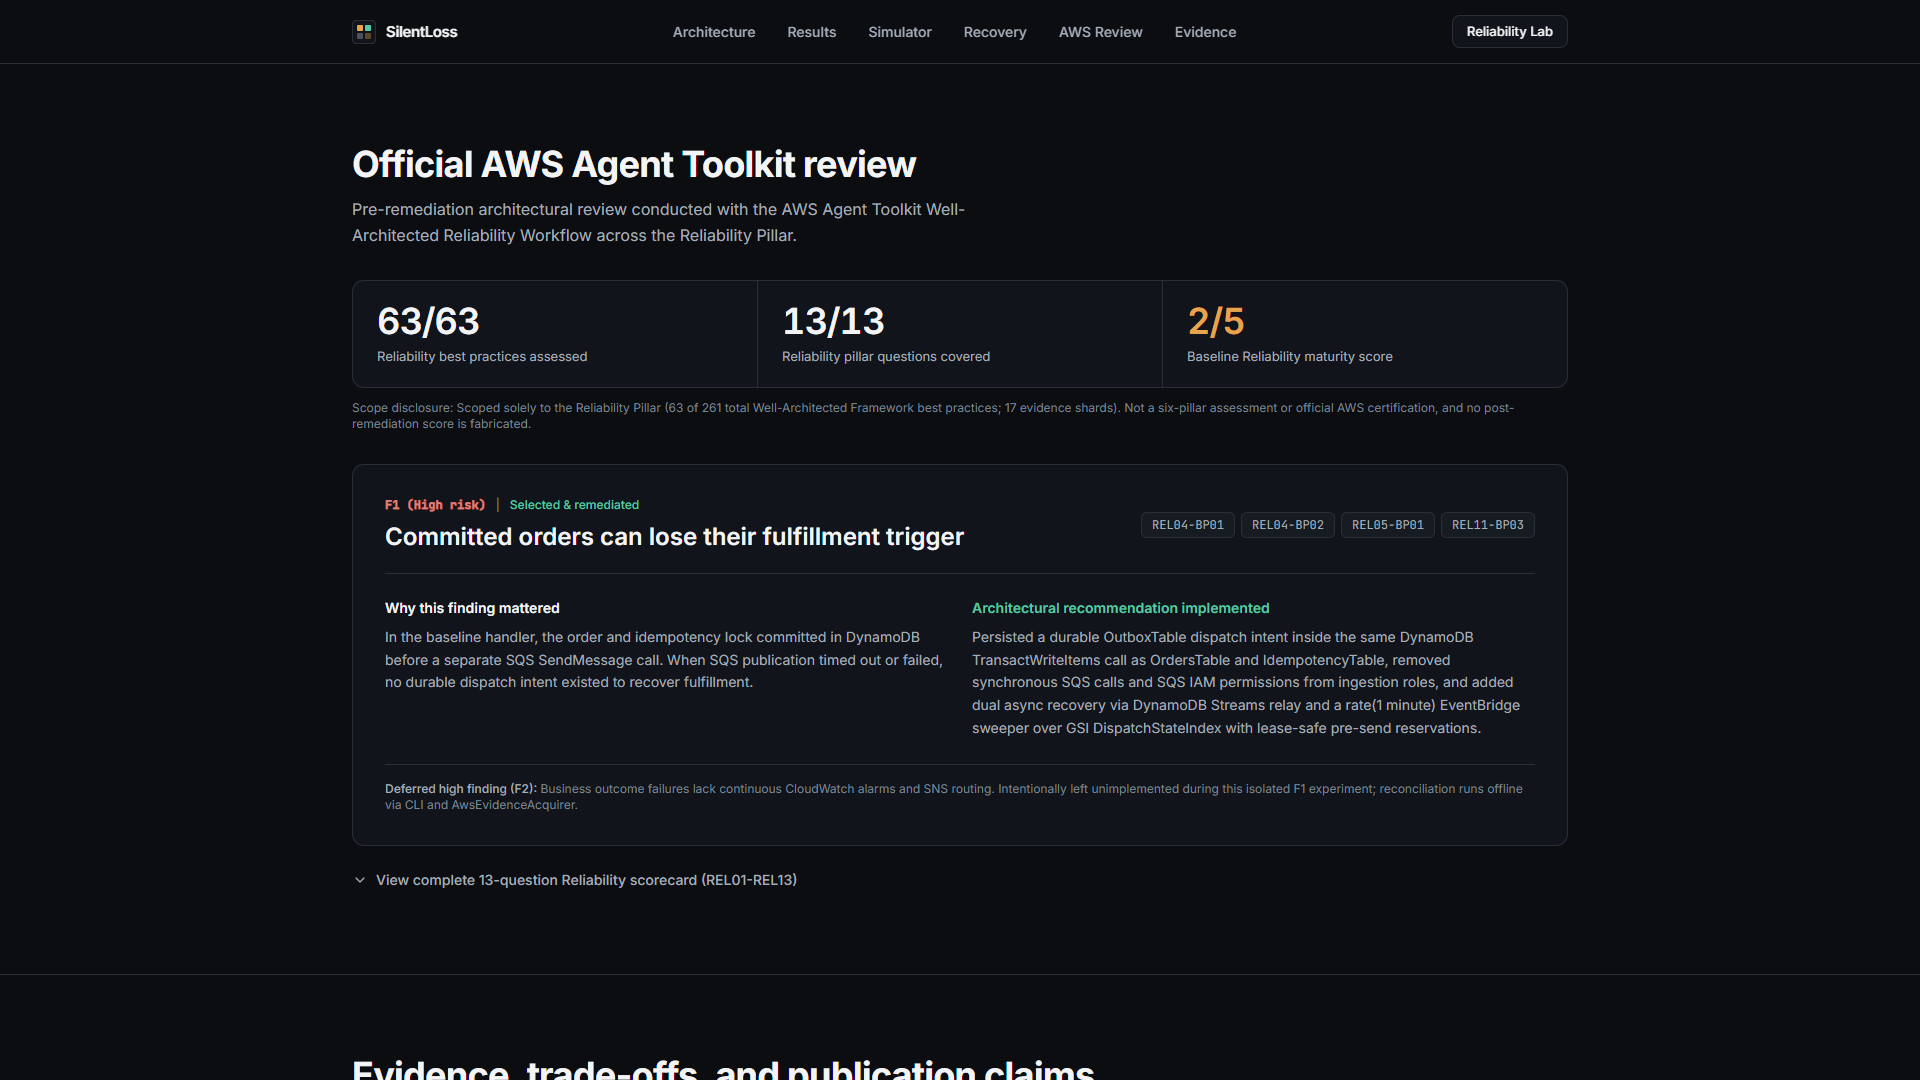 SilentLoss
Architecture
Results
Simulator
Recovery
AWS Review
Evidence
Reliability Lab
Official AWS Agent Toolkit review
Pre-remediation architectural review conducted with the AWS Agent Toolkit Well-
Architected Reliability Workflow across the Reliability Pillar.
63/63
Reliability best practices assessed
13/13
Reliability pillar questions covered
2/5
Baseline Reliability maturity score
Scope disclosure: Scoped solely to the Reliability Pillar (63 of 261 total Well-Architected Framework best practices; 17 evidence shards). Not a six-pillar assessment or official AWS certification, and no post-
remediation score is fabricated.
F1 (High risk) | Selected & remediated
Committed orders can lose their fulfillment trigger
REL04-BP01
REL04-BP02
REL05-BP01
REL11-BP03
Why this finding mattered
In the baseline handler, the order and idempotency lock committed in DynamoDB
before a separate SQS SendMessage call. When SQS publication timed out or failed,
no durable dispatch intent existed to recover fulfillment.
Architectural recommendation implemented
Persisted a durable OutboxTable dispatch intent inside the same DynamoDB
TransactWriteItems call as OrdersTable and IdempotencyTable, removed
synchronous SQS calls and SQS IAM permissions from ingestion roles, and added
dual async recovery via DynamoDB Streams relay and a rate(1 minute) EventBridge
sweeper over GSI DispatchStateIndex with lease-safe pre-send reservations.
Deferred high finding (F2): Business outcome failures lack continuous CloudWatch alarms and SNS routing. Intentionally left unimplemented during this isolated F1 experiment; reconciliation runs offline
via CLI and AwsEvidenceAcquirer.
View complete 13-question Reliability scorecard (REL01-REL13)
Evidence, trade-offs, and publication claims